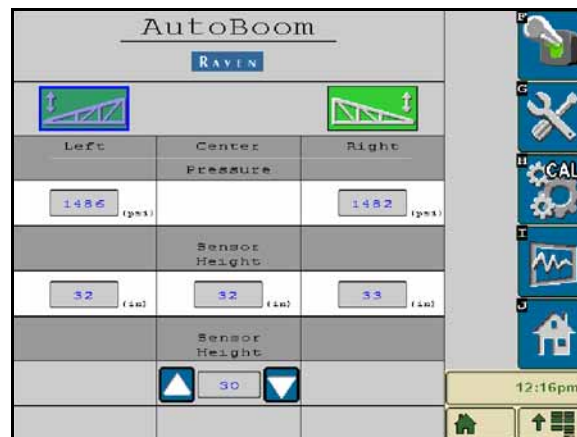 AutoBoom
RAVEN
F
G
Left Center Right
Pressure
H
CAL
1486 (psi) 1482 (psi)
I
Sensor
Height
32 (in) 32 (in) 33 (in)
J
Sensor
Height
30
12:16pm